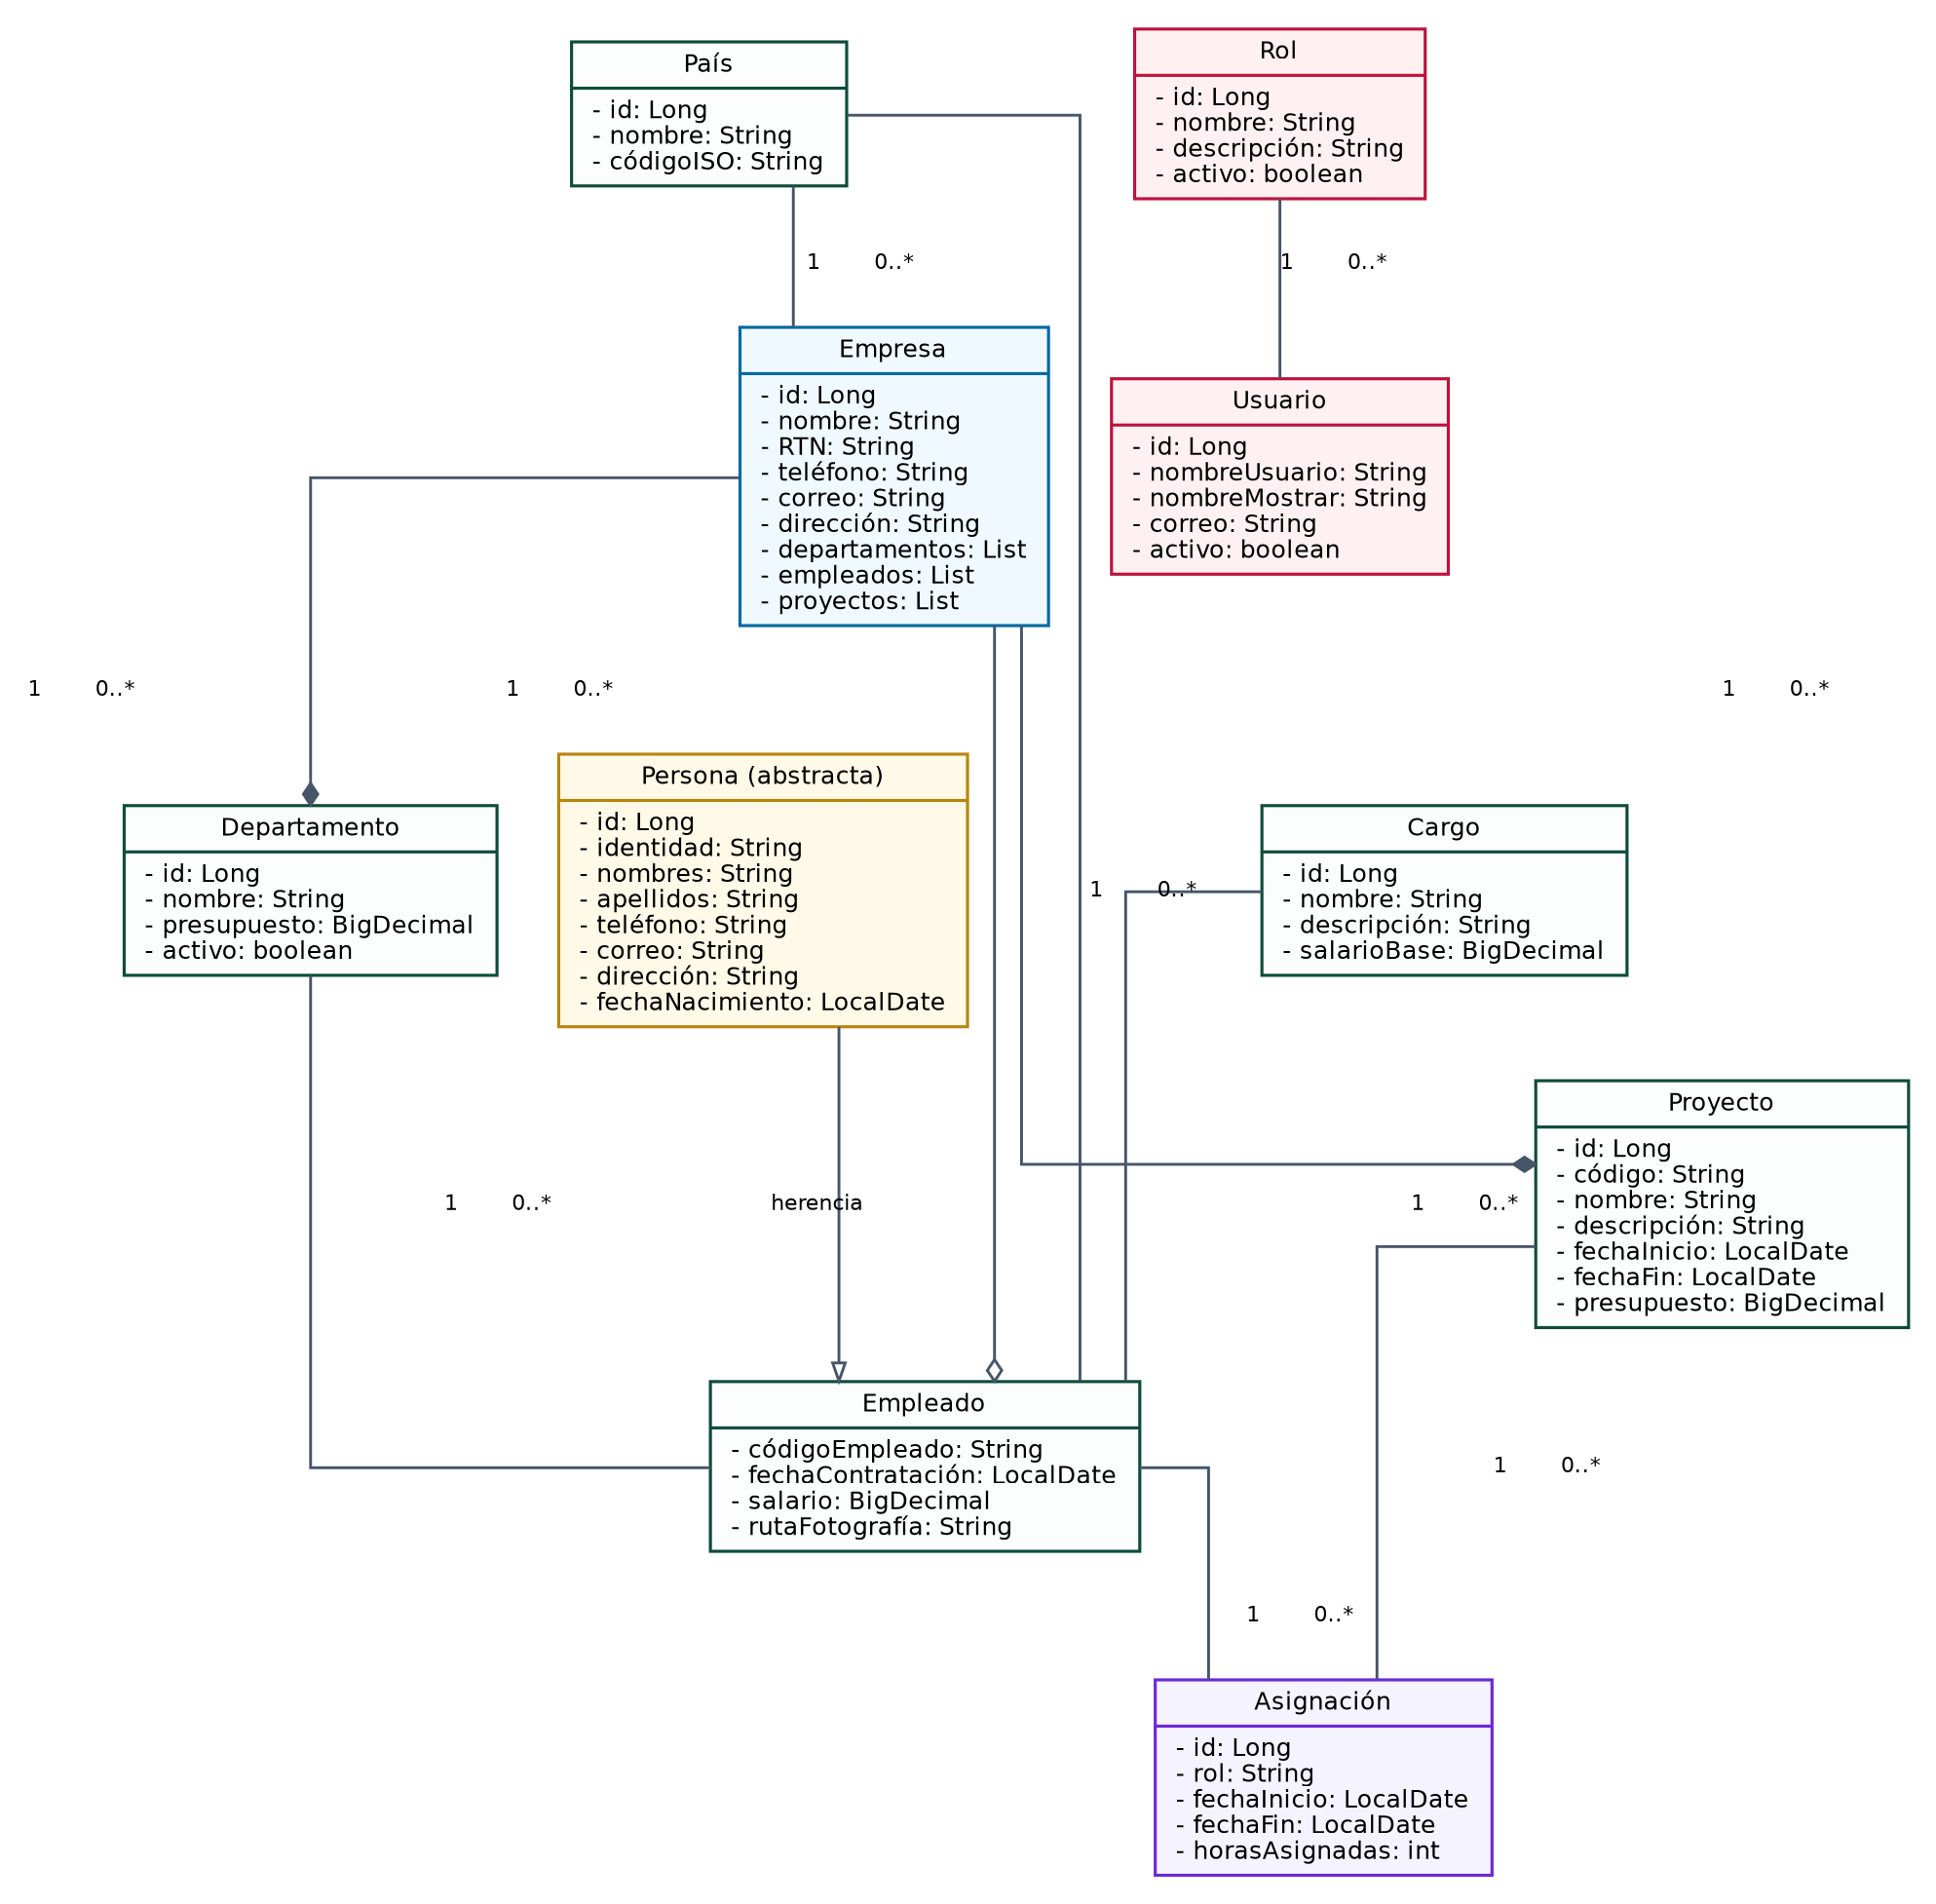 País
- id: Long
- nombre: String
- códigoISO: String
Rol
- id: Long
- nombre: String
- descripción: String
- activo: boolean
1 0..*
1 0..*
Empresa
- id: Long
- nombre: String
- RTN: String
- teléfono: String
- correo: String
- dirección: String
- departamentos: List
- empleados: List
- proyectos: List
Usuario
- id: Long
- nombreUsuario: String
- nombreMostrar: String
- correo: String
- activo: boolean
1 0..*
1 0..*
1 0..*
Departamento
- id: Long
- nombre: String
- presupuesto: BigDecimal
- activo: boolean
Persona (abstracta)
- id: Long
- identidad: String
- nombres: String
- apellidos: String
- teléfono: String
- correo: String
- dirección: String
- fechaNacimiento: LocalDate
1 0..*
Cargo
- id: Long
- nombre: String
- descripción: String
- salarioBase: BigDecimal
Proyecto
- id: Long
- código: String
- nombre: String
- descripción: String
- fechaInicio: LocalDate
- fechaFin: LocalDate
- presupuesto: BigDecimal
1 0..*
herencia
1 0..*
Empleado
- códigoEmpleado: String
- fechaContratación: LocalDate
- salario: BigDecimal
- rutaFotografía: String
1 0..*
1 0..*
Asignación
- id: Long
- rol: String
- fechaInicio: LocalDate
- fechaFin: LocalDate
- horasAsignadas: int